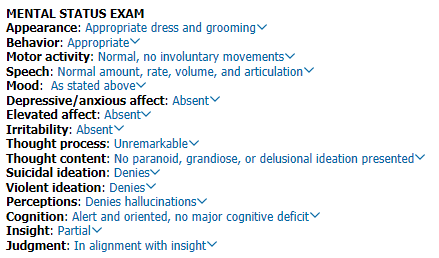 MENTAL STATUS EXAM
Appearance: Appropriate dress and grooming
Behavior: Appropriate
Motor activity: Normal, no involuntary movements
Speech: Normal amount, rate, volume, and articulation
Mood:  As stated above
Depressive/anxious affect: Absent
Elevated affect: Absent
Irritability: Absent
Thought process: Unremarkable
Thought content: No paranoid, grandiose, or delusional ideation presented
Suicidal ideation: Denies
Violent ideation: Denies
Perceptions: Denies hallucinations
Cognition: Alert and oriented, no major cognitive deficit
Insight: Partial
Judgment: In alignment with insight